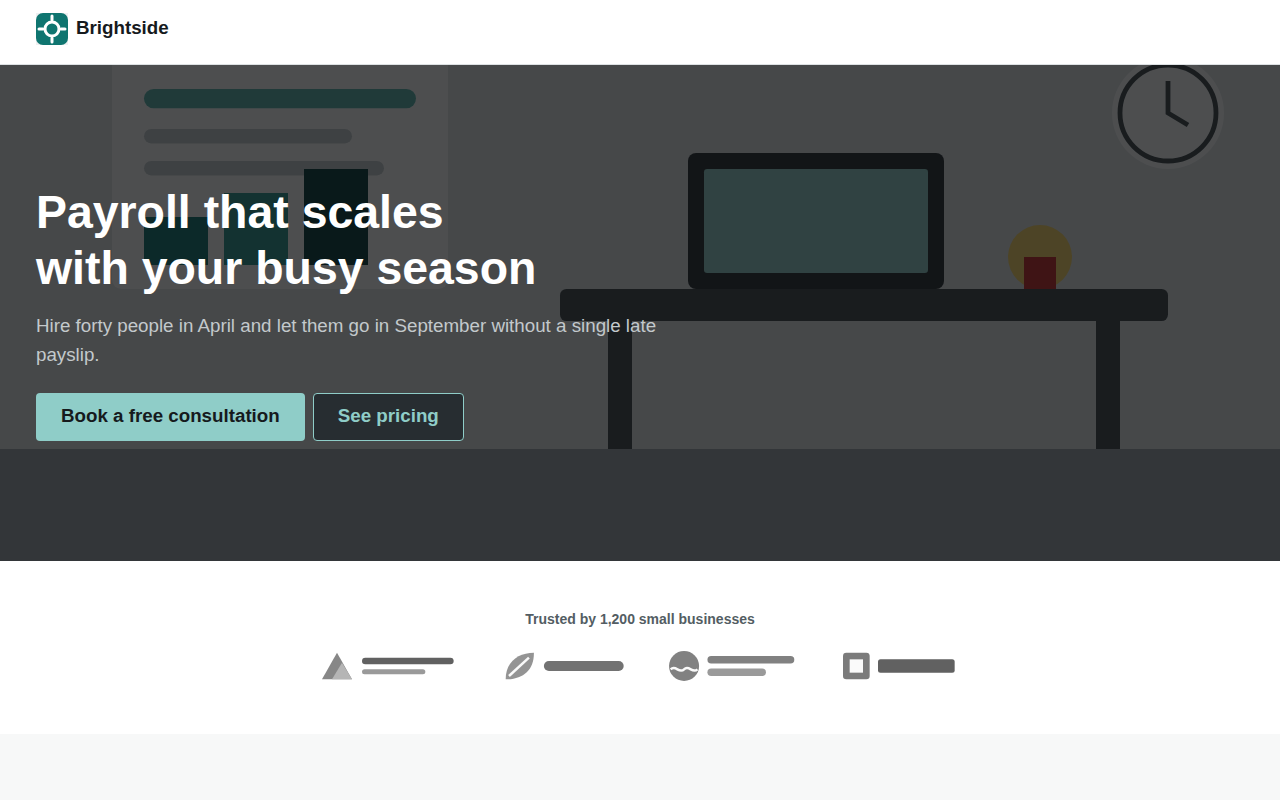 Brightside
Payroll that scales
with your busy season
Hire forty people in April and let them go in September without a single late
payslip.
Book a free consultation
See pricing
Trusted by 1,200 small businesses